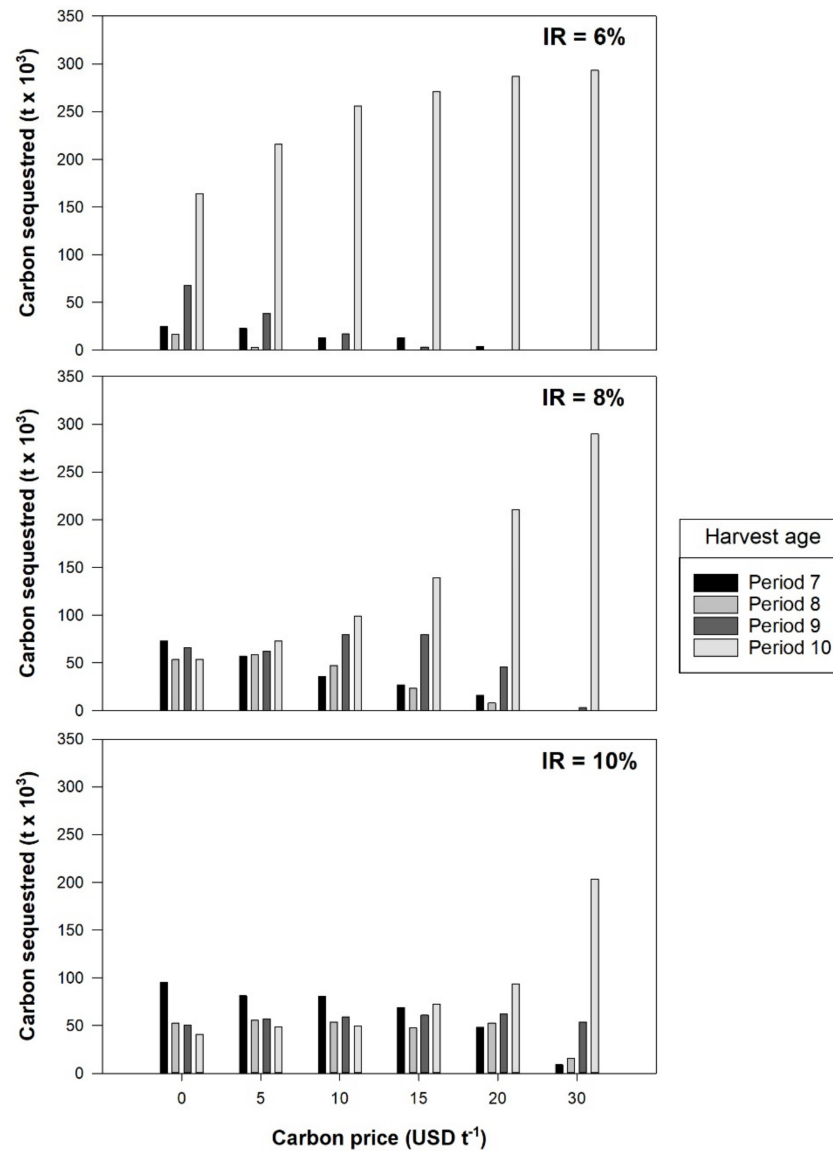 IR = 6%
Carbon sequestred (t x 10³)
350
300
250
200
150
100
50
0
IR = 8%
Carbon sequestred (t x 10³)
350
300
250
200
150
100
50
0
Harvest age
Period 7
Period 8
Period 9
Period 10
IR = 10%
Carbon sequestred (t x 10³)
350
300
250
200
150
100
50
0
0 5 10 15 20 30
Carbon price (USD t⁻¹)